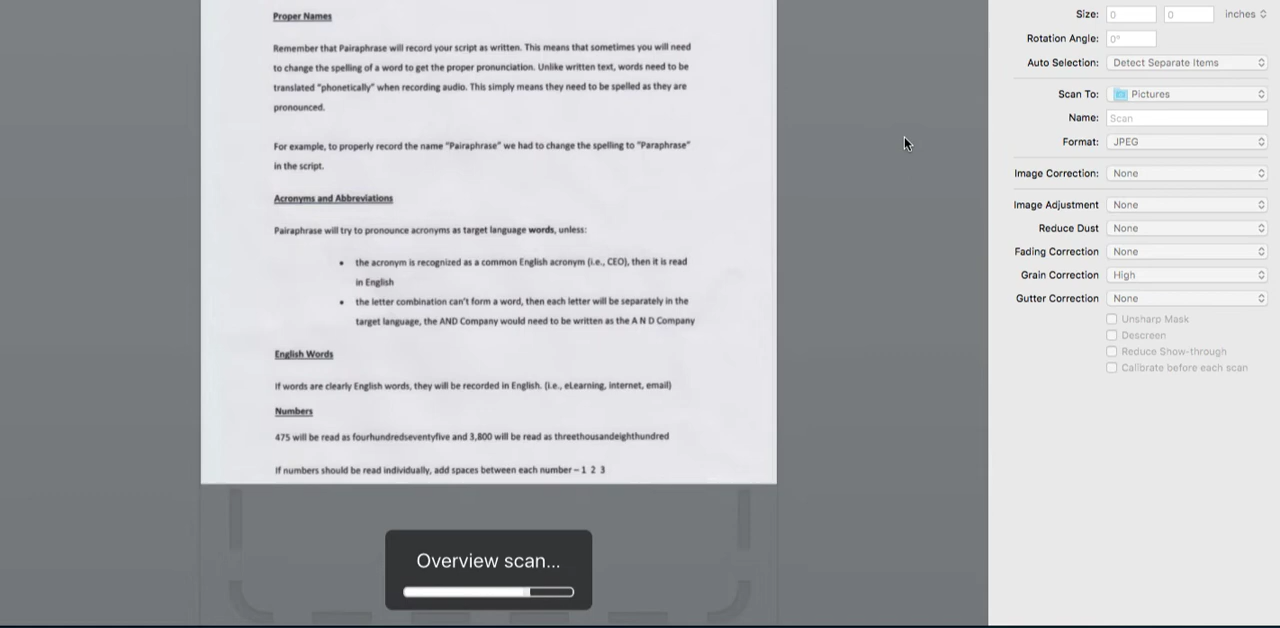 Proper Names
Remember that Pairaphrase will record your script as written. This means that sometimes you will need
to change the spelling of a word to get the proper pronunciation. Unlike written text, words need to be
translated "phonetically" when recording audio. This simply means they need to be spelled as they are
pronounced.
For example, to properly record the name "Pairaphrase" we had to change the spelling to "Paraphrase"
in the script.
Acronyms and Abbreviations
Pairaphrase will try to pronounce acronyms as target language words, unless:
• the acronym is recognized as a common English acronym (i.e., CEO), then it is read
in English
• the letter combination can't form a word, then each letter will be separately in the
target language, the AND Company would need to be written as the A N D Company
English Words
If words are clearly English words, they will be recorded in English. (i.e., eLearning, internet, email)
Numbers
475 will be read as fourhundredseventyfive and 3,800 will be read as threethousandeighthundred
If numbers should be read individually, add spaces between each number – 1 2 3
Overview scan...
Size: 0 0 inches
Rotation Angle: 0°
Auto Selection: Detect Separate Items
Scan To: Pictures
Name: Scan
Format: JPEG
Image Correction: None
Image Adjustment None
Reduce Dust None
Fading Correction None
Grain Correction High
Gutter Correction None
Unsharp Mask
Descreen
Reduce Show-through
Calibrate before each scan